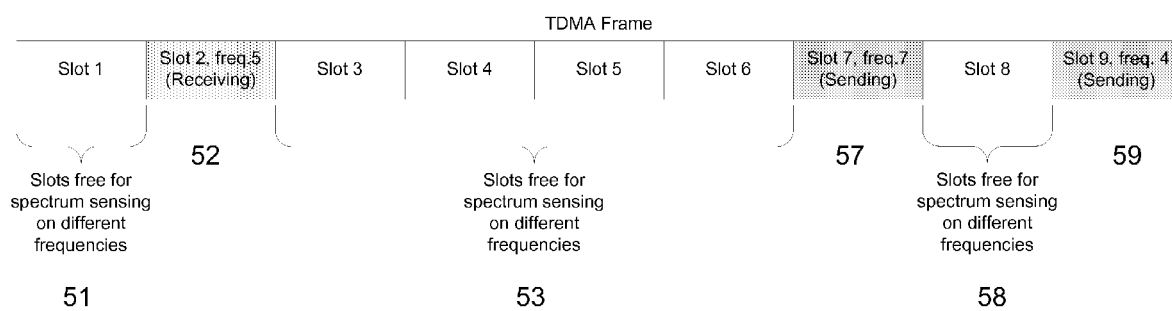 TDMA Frame
Slot 1
Slot 2, freq.5
(Receiving)
Slot 3
Slot 4
Slot 5
Slot 6
Slot 7, freq.7
(Sending)
Slot 8
Slot 9, freq. 4
(Sending)
52
57
59
Slots free for
spectrum sensing
on different
frequencies
Slots free for
spectrum sensing
on different
frequencies
Slots free for
spectrum sensing
on different
frequencies
51
53
58